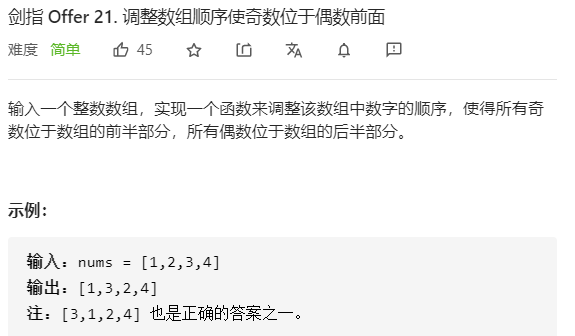 剑指 Offer 21. 调整数组顺序使奇数位于偶数前面
难度 简单 45
输入一个整数数组，实现一个函数来调整该数组中数字的顺序，使得所有奇
数位于数组的前半部分，所有偶数位于数组的后半部分。
示例：
输入：nums = [1,2,3,4]
输出：[1,3,2,4]
注：[3,1,2,4] 也是正确的答案之一。